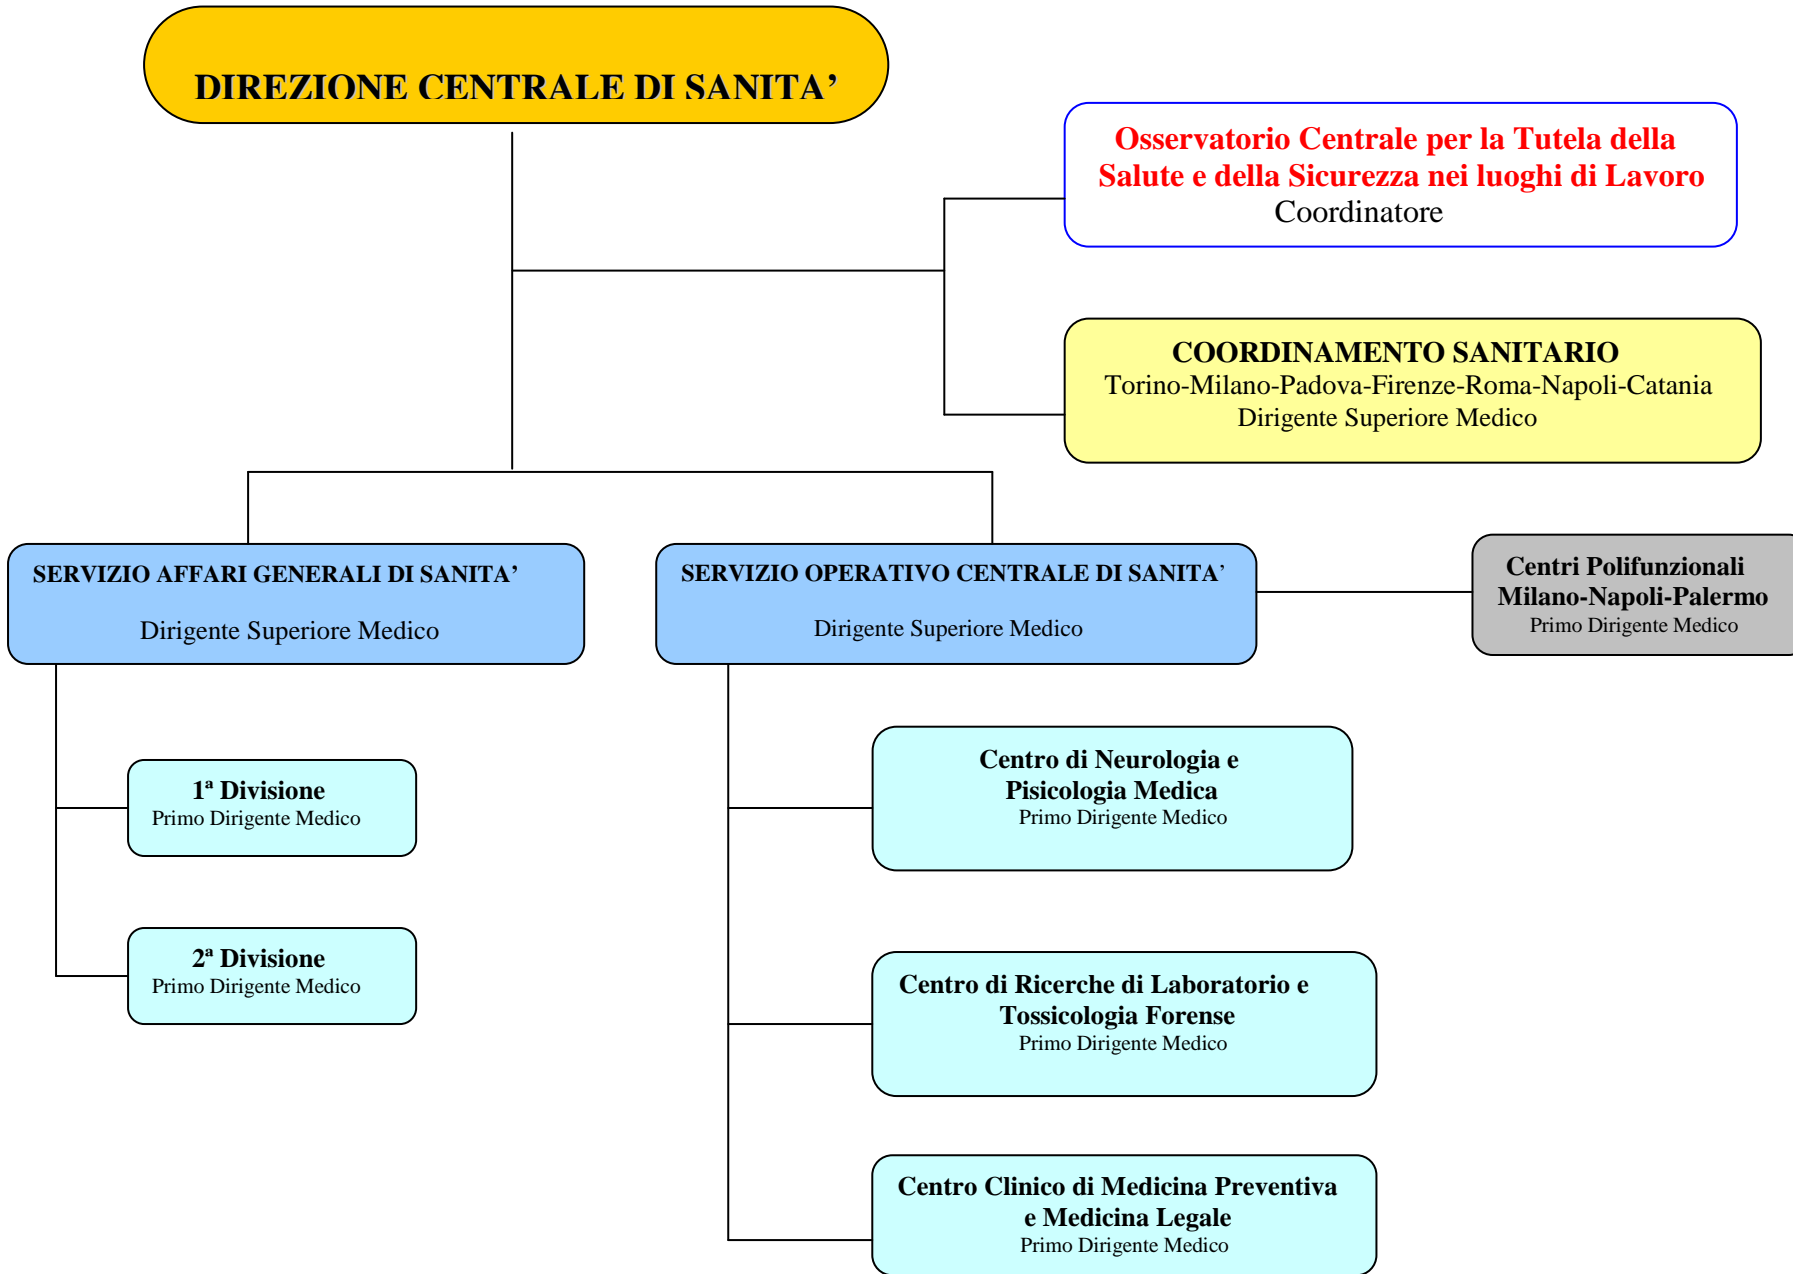 DIREZIONE CENTRALE DI SANITA’
Osservatorio Centrale per la Tutela della
Salute e della Sicurezza nei luoghi di Lavoro
Coordinatore
COORDINAMENTO SANITARIO
Torino-Milano-Padova-Firenze-Roma-Napoli-Catania
Dirigente Superiore Medico
SERVIZIO AFFARI GENERALI DI SANITA’
Dirigente Superiore Medico
SERVIZIO OPERATIVO CENTRALE DI SANITA’
Dirigente Superiore Medico
Centri Polifunzionali
Milano-Napoli-Palermo
Primo Dirigente Medico
1ª Divisione
Primo Dirigente Medico
2ª Divisione
Primo Dirigente Medico
Centro di Neurologia e
Pisicologia Medica
Primo Dirigente Medico
Centro di Ricerche di Laboratorio e
Tossicologia Forense
Primo Dirigente Medico
Centro Clinico di Medicina Preventiva
e Medicina Legale
Primo Dirigente Medico